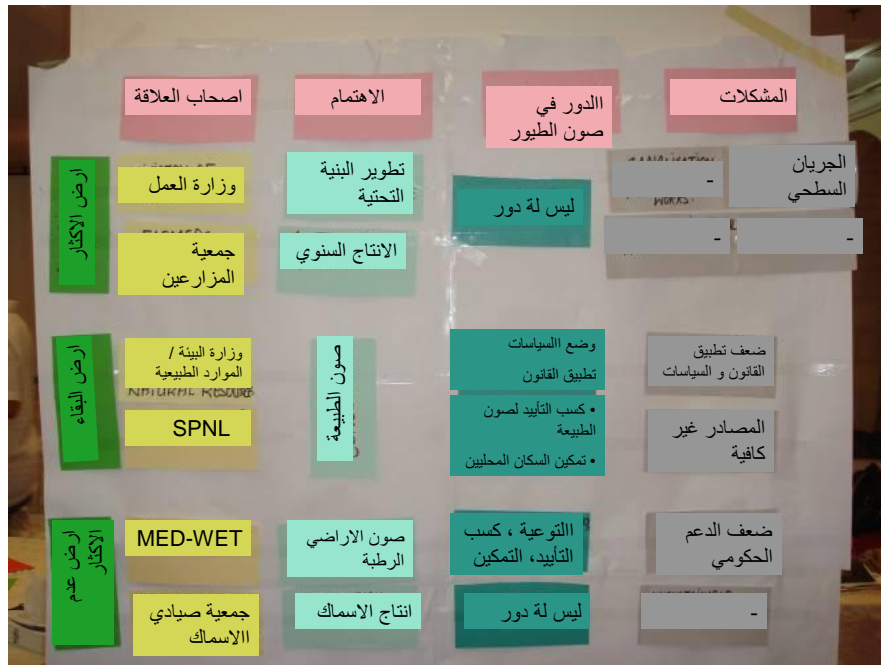 اصحاب العلاقة
الاهتمام
االدور في
صون الطيور
المشكلات
ارض الاكثار
وزارة العمل
تطوير البنية
التحتية
ليس لة دور
-
الجريان
السطحي
جمعية
المزارعين
الانتاج السنوي
-
-
ارض البقاء
وزارة البيئة /
الموارد الطبيعية
صون الطبيعة
وضع االسياسات
تطبيق القانون
ضعف تطبيق
القانون و السياسات
SPNL
• كسب التأييد لصون
الطبيعة
• تمكين السكان المحليين
المصادر غير
كافية
ارض عدم
الاكثار
MED-WET
صون الاراضي
الرطبة
االتوعية ، كسب
التأييد، التمكين
ضعف الدعم
الحكومي
جمعية صيادي
االاسماك
انتاج الاسماك
ليس لة دور
-